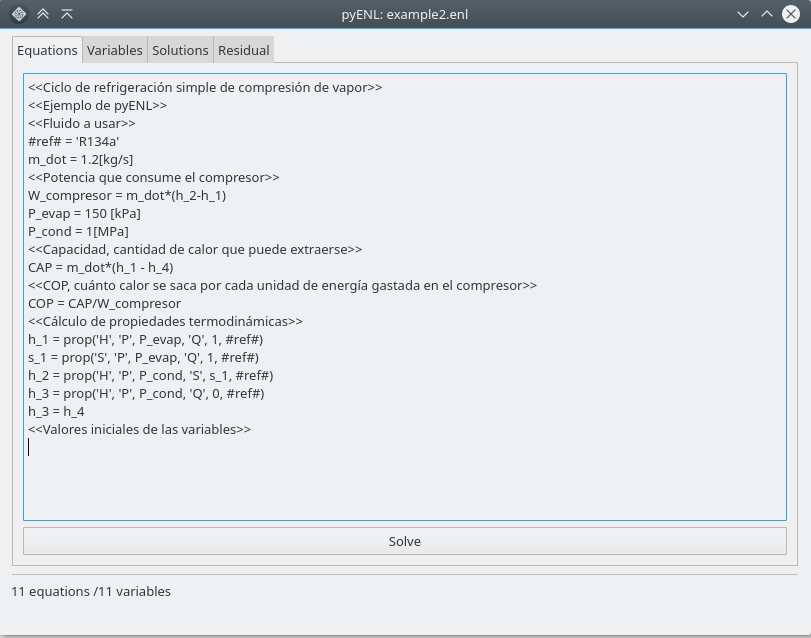 pyENL: example2.enl
Equations Variables Solutions Residual
<<Ciclo de refrigeración simple de compresión de vapor>>
<<Ejemplo de pyENL>>
<<Fluido a usar>>
#ref# = 'R134a'
m_dot = 1.2[kg/s]
<<Potencia que consume el compresor>>
W_compresor = m_dot*(h_2-h_1)
P_evap = 150 [kPa]
P_cond = 1[MPa]
<<Capacidad, cantidad de calor que puede extraerse>>
CAP = m_dot*(h_1 - h_4)
<<COP, cuánto calor se saca por cada unidad de energía gastada en el compresor>>
COP = CAP/W_compresor
<<Cálculo de propiedades termodinámicas>>
h_1 = prop('H', 'P', P_evap, 'Q', 1, #ref#)
s_1 = prop('S', 'P', P_evap, 'Q', 1, #ref#)
h_2 = prop('H', 'P', P_cond, 'S', s_1, #ref#)
h_3 = prop('H', 'P', P_cond, 'Q', 0, #ref#)
h_3 = h_4
<<Valores iniciales de las variables>>
Solve
11 equations /11 variables